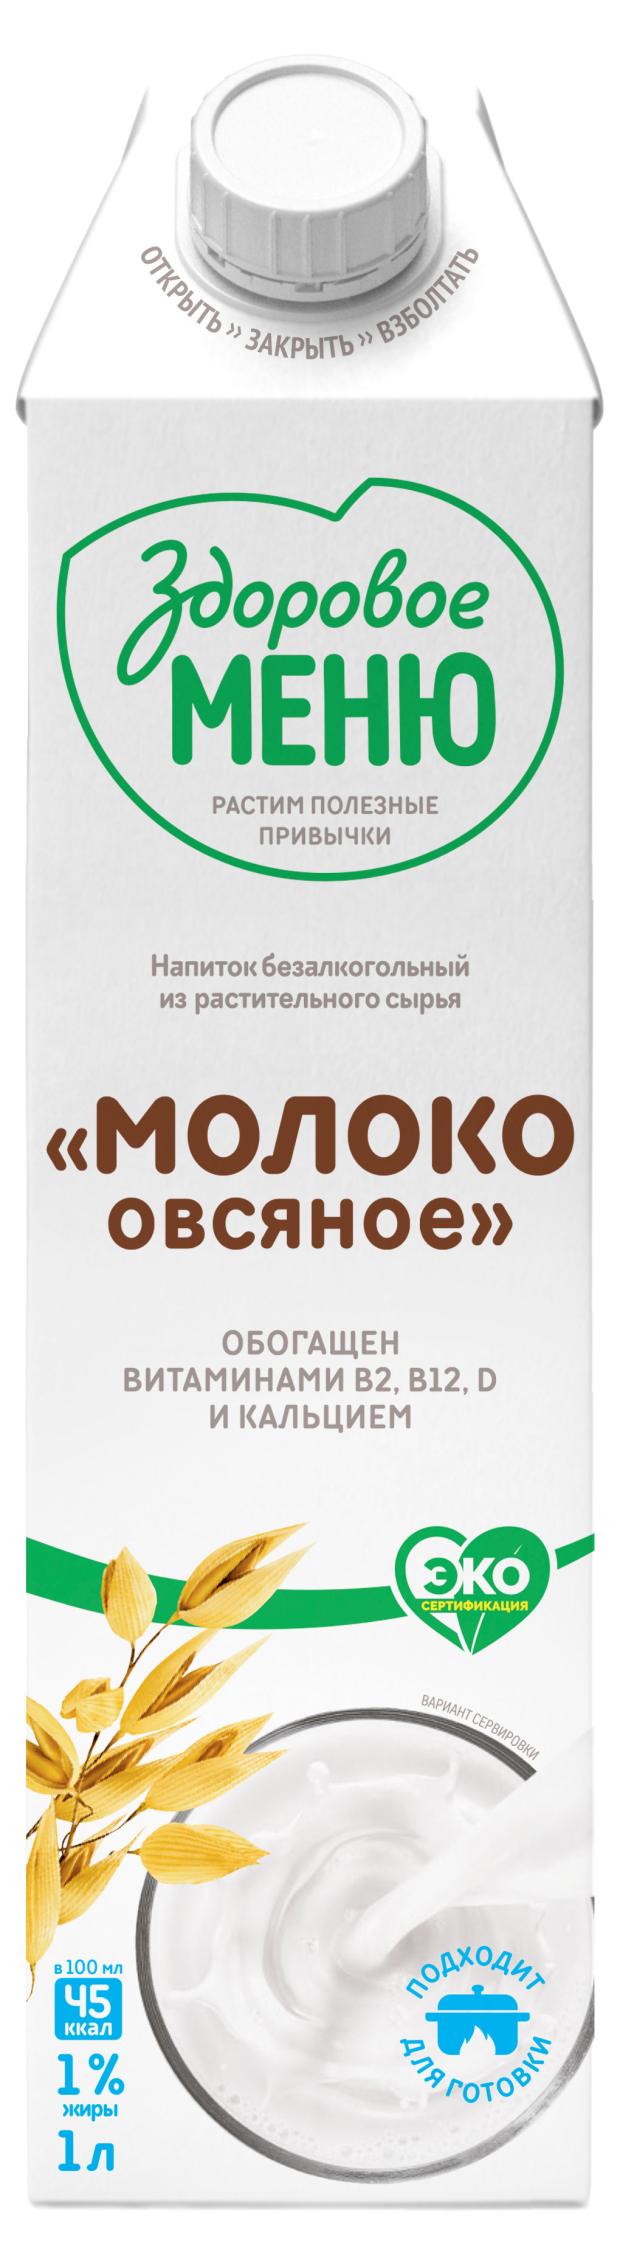 ОТКРЫТЬ » ЗАКРЫТЬ » ВЗБОЛТАТЬ
Здоровое
МЕНЮ
РАСТИМ ПОЛЕЗНЫЕ
ПРИВЫЧКИ
Напиток безалкогольный
из растительного сырья
«МОЛОКО
овсяное»
ОБОГАЩЕН
ВИТАМИНАМИ B2, B12, D
И КАЛЬЦИЕМ
ЭКО
СЕРТИФИКАЦИЯ
ВАРИАНТ СЕРВИРОВКИ
в 100 мл
45
ккал
1%
жиры
1 л
ПОДХОДИТ
ДЛЯ ГОТОВКИ